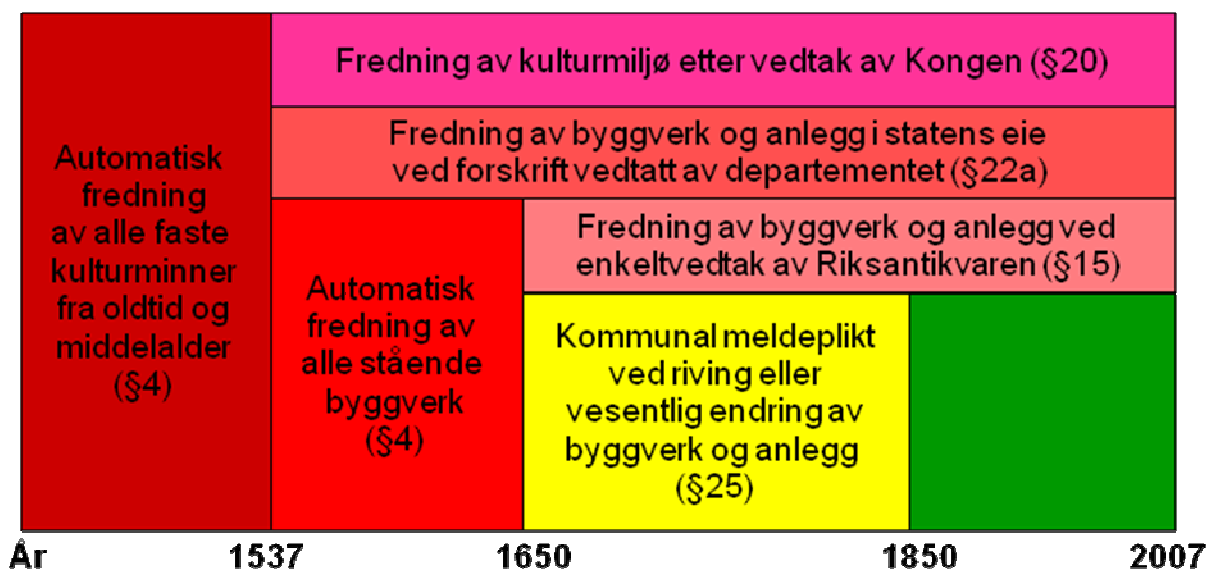 Automatisk
fredning
av alle faste
kulturminner
fra oldtid og
middelalder
(§4)
Fredning av kulturmiljø etter vedtak av Kongen (§20)
Fredning av byggverk og anlegg i statens eie
ved forskrift vedtatt av departementet (§22a)
Automatisk
fredning av
alle stående
byggverk
(§4)
Fredning av byggverk og anlegg ved
enkeltvedtak av Riksantikvaren (§15)
Kommunal meldeplikt
ved riving eller
vesentlig endring av
byggverk og anlegg
(§25)
År 1537 1650 1850 2007